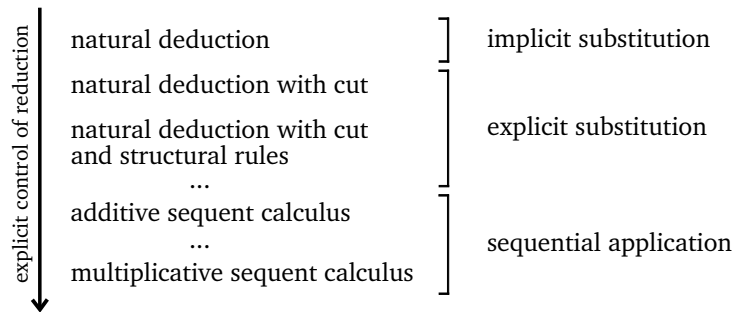 explicit control of reduction
natural deduction
implicit substitution
natural deduction with cut
natural deduction with cut
and structural rules
explicit substitution
...
additive sequent calculus
...
sequential application
multiplicative sequent calculus